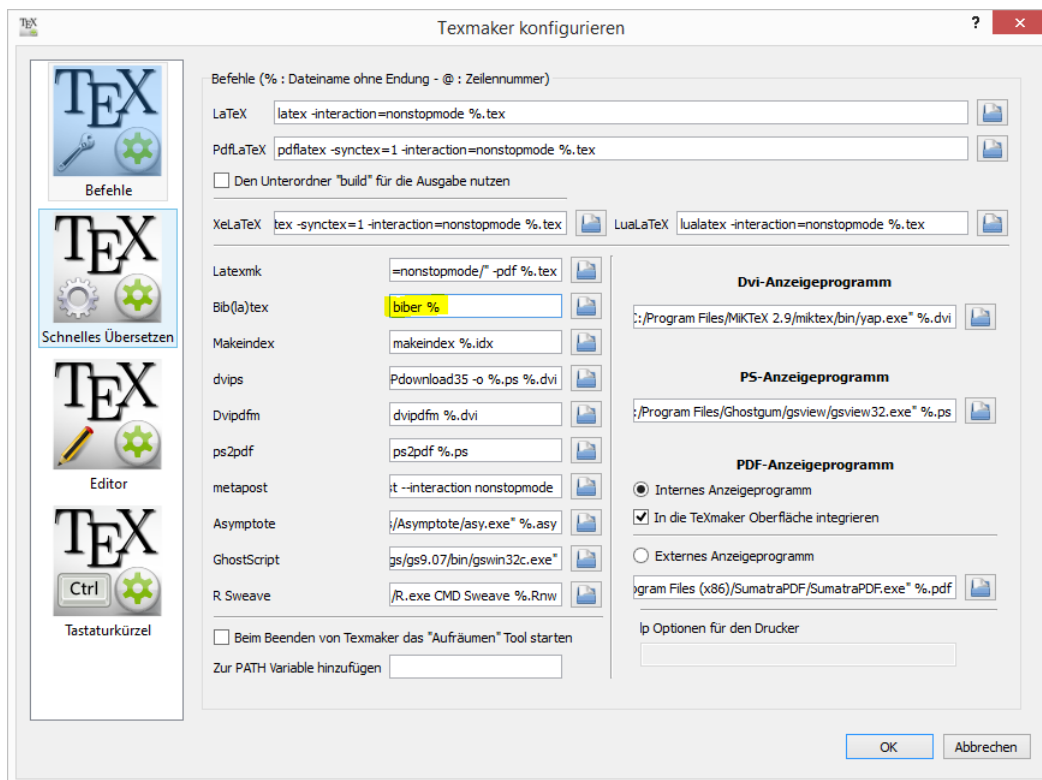 Texmaker konfigurieren
Befehle
Schnelles Übersetzen
Editor
Ctrl
Tastaturkürzel
Befehle (% : Dateiname ohne Endung - @ : Zeilennummer)
LaTeX latex -interaction=nonstopmode %.tex
PdfLaTeX pdflatex -synctex=1 -interaction=nonstopmode %.tex
Den Unterordner "build" für die Ausgabe nutzen
XeLaTeX tex -synctex=1 -interaction=nonstopmode %.tex LuaLaTeX lualatex -interaction=nonstopmode %.tex
Latexmk =nonstopmode/" -pdf %.tex
Bib(la)tex biber %
Makeindex makeindex %.idx
dvips Pdownload35 -o %.ps %.dvi
Dvipdfm dvipdfm %.dvi
ps2pdf ps2pdf %.ps
metapost st --interaction nonstopmode
Asymptote s/Asymptote/asy.exe" %.asy
GhostScript gs/gs9.07/bin/gswin32c.exe"
R Sweave /R.exe CMD Sweave %.Rnw
Beim Beenden von Texmaker das "Aufräumen" Tool starten
Zur PATH Variable hinzufügen
Dvi-Anzeigeprogramm
C:/Program Files/MiKTeX 2.9/miktex/bin/yap.exe" %.dvi
PS-Anzeigeprogramm
:/Program Files/Ghostgum/gsview/gsview32.exe" %.ps
PDF-Anzeigeprogramm
Internes Anzeigeprogramm
In die TeXmaker Oberfläche integrieren
Externes Anzeigeprogramm
ogram Files (x86)/SumatraPDF/SumatraPDF.exe" %.pdf
lp Optionen für den Drucker
OK Abbrechen